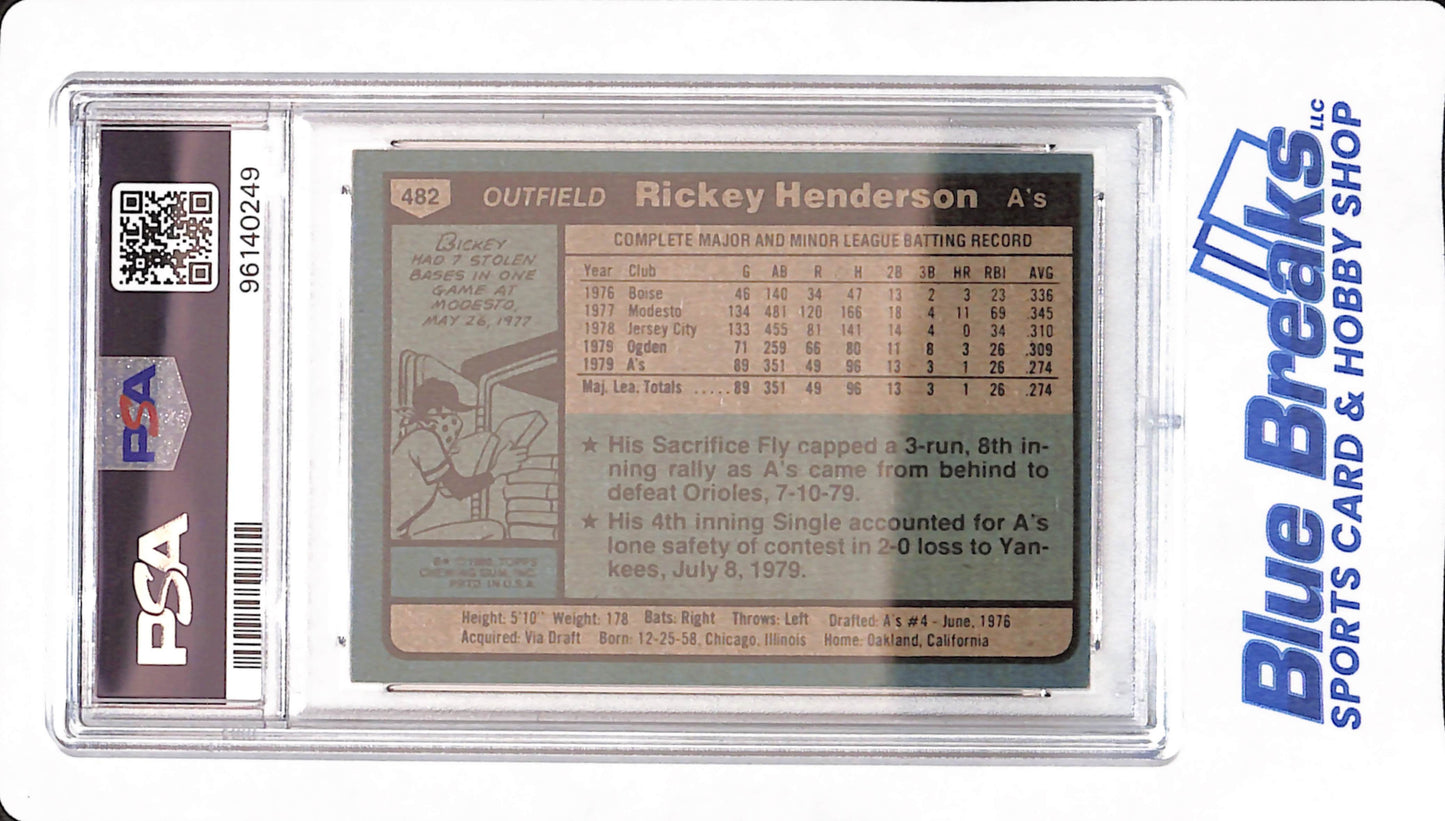 PSA
PSA
96140249
482 OUTFIELD Rickey Henderson A's
RICKEY
HAD 7 STOLEN
BASES IN ONE
GAME AT
MODESTO,
MAY 26, 1977
COMPLETE MAJOR AND MINOR LEAGUE BATTING RECORD
Year Club G AB R H 2B 3B HR RBI AVG
1976 Boise 46 140 34 47 13 2 3 23 .336
1977 Modesto 134 481 120 166 18 4 11 69 .345
1978 Jersey City 133 455 81 141 14 4 0 34 .310
1979 Ogden 71 259 66 80 11 8 3 26 .309
1979 A's 89 351 49 96 13 3 1 26 .274
Maj. Lea. Totals ..... 89 351 49 96 13 3 1 26 .274
★ His Sacrifice Fly capped a 3-run, 8th in-
ning rally as A's came from behind to
defeat Orioles, 7-10-79.
★ His 4th inning Single accounted for A's
lone safety of contest in 2-0 loss to Yan-
kees, July 8, 1979.
TOPPS
CHEWING GUM, INC.
PRTD IN U.S.A.
Height: 5'10" Weight: 178 Bats: Right Throws: Left Drafted: A's #4 - June, 1976
Acquired: Via Draft Born: 12-25-58, Chicago, Illinois Home: Oakland, California
Blue Breaks LLC
SPORTS CARD & HOBBY SHOP